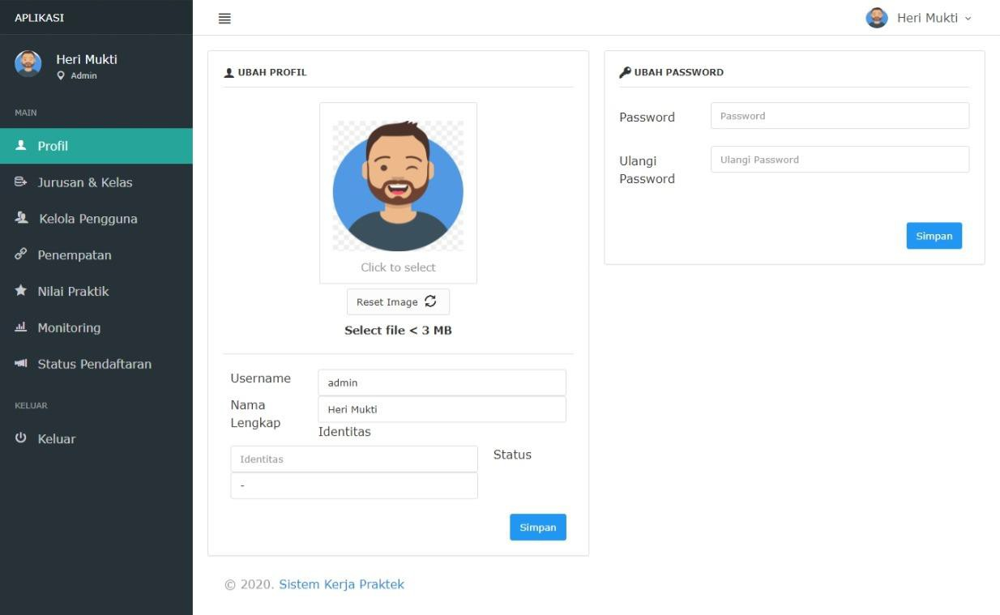 APLIKASI
Heri Mukti
Admin
MAIN
Profil
Jurusan & Kelas
Kelola Pengguna
Penempatan
Nilai Praktik
Monitoring
Status Pendaftaran
KELUAR
Keluar
Heri Mukti
UBAH PROFIL
Click to select
Reset Image
Select file < 3 MB
Username
admin
Nama
Lengkap
Heri Mukti
Identitas
Identitas
Status
-
Simpan
UBAH PASSWORD
Password
Password
Ulangi
Password
Ulangi Password
Simpan
© 2020. Sistem Kerja Praktek